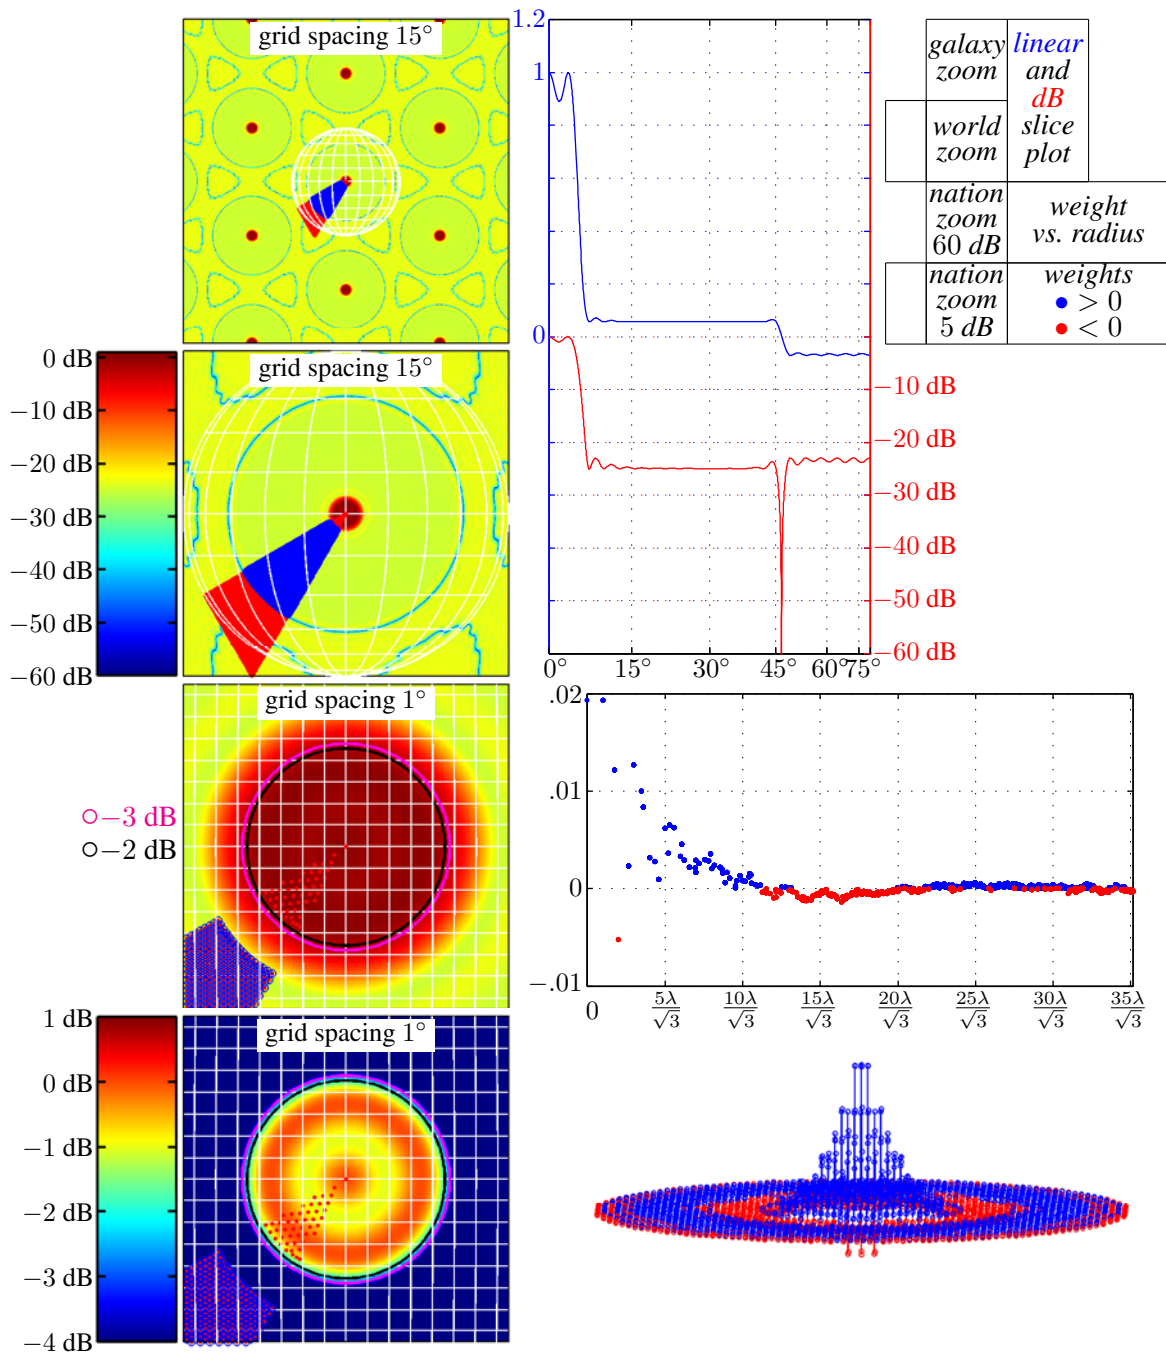 grid spacing 15°
1.2
1
0
−10 dB
−20 dB
−30 dB
−40 dB
−50 dB
−60 dB
0° 15° 30° 45° 60° 75°
galaxy zoom
linear and dB slice plot
world zoom
nation zoom 60 dB
weight vs. radius
nation zoom 5 dB
weights
> 0
< 0
grid spacing 15°
0 dB
−10 dB
−20 dB
−30 dB
−40 dB
−50 dB
−60 dB
grid spacing 1°
−3 dB
−2 dB
.02
.01
0
−.01
0 5λ/√3 10λ/√3 15λ/√3 20λ/√3 25λ/√3 30λ/√3 35λ/√3
grid spacing 1°
1 dB
0 dB
−1 dB
−2 dB
−3 dB
−4 dB